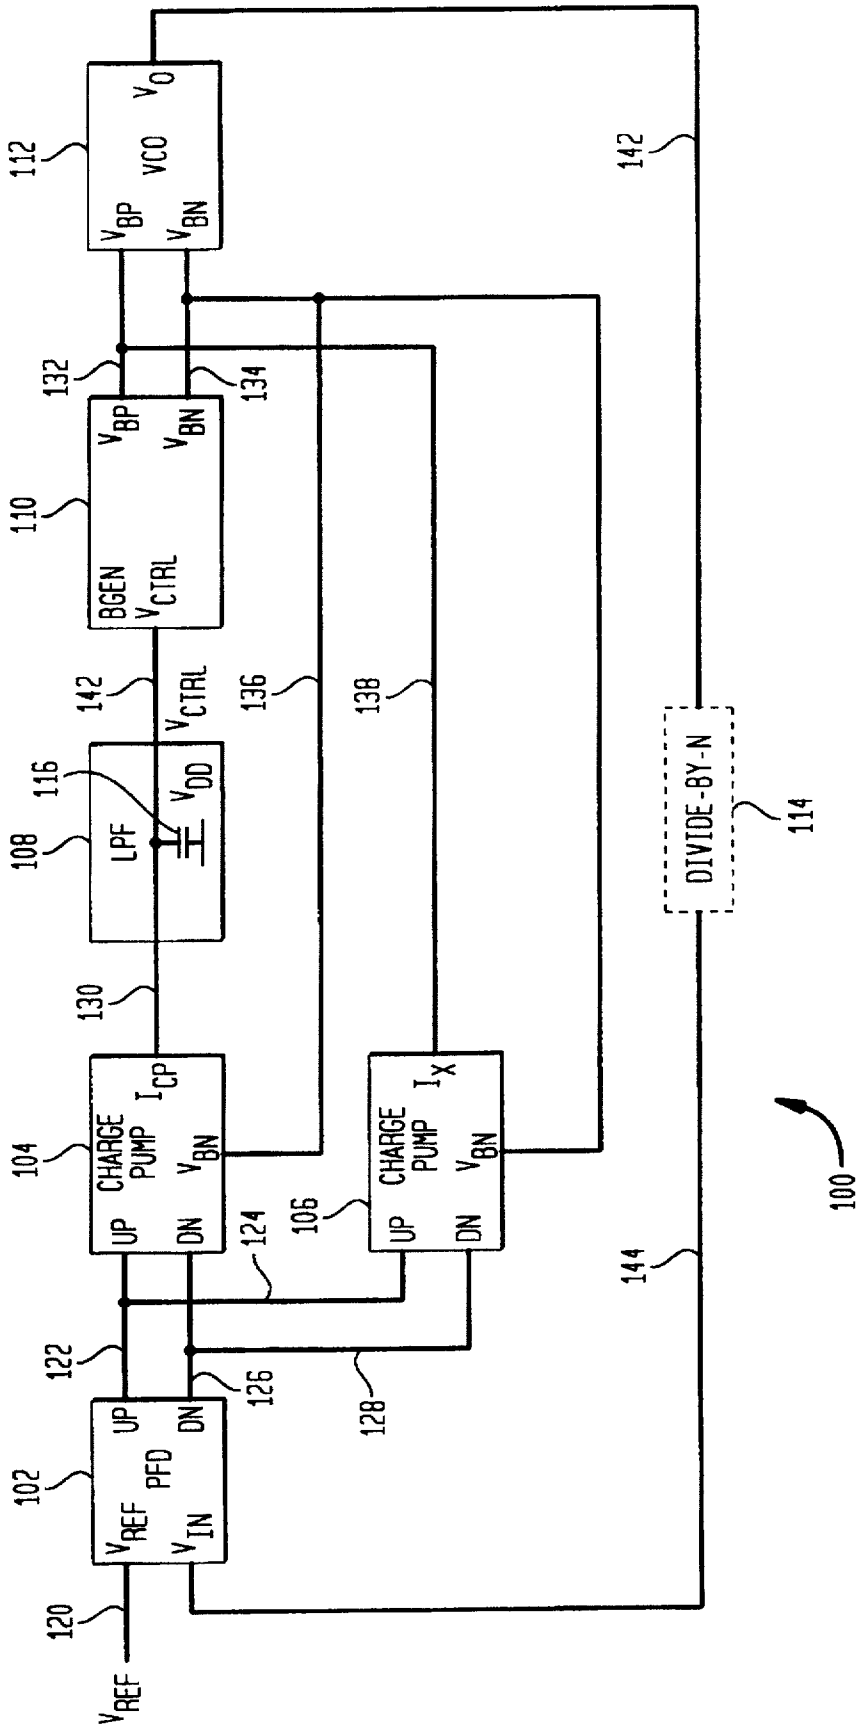 V_REF
120
102
V_REF
V_IN
PFD
UP
DN
122
126
124
128
104
UP
DN
CHARGE
PUMP
I_CP
V_BN
106
UP
DN
CHARGE
PUMP
I_X
V_BN
130
108
LPF
116
V_DD
142
V_CTRL
136
138
110
BGEN
V_CTRL
V_BP
V_BN
132
134
112
V_BP
V_BN
VCO
V_O
142
DIVIDE-BY-N
114
144
100